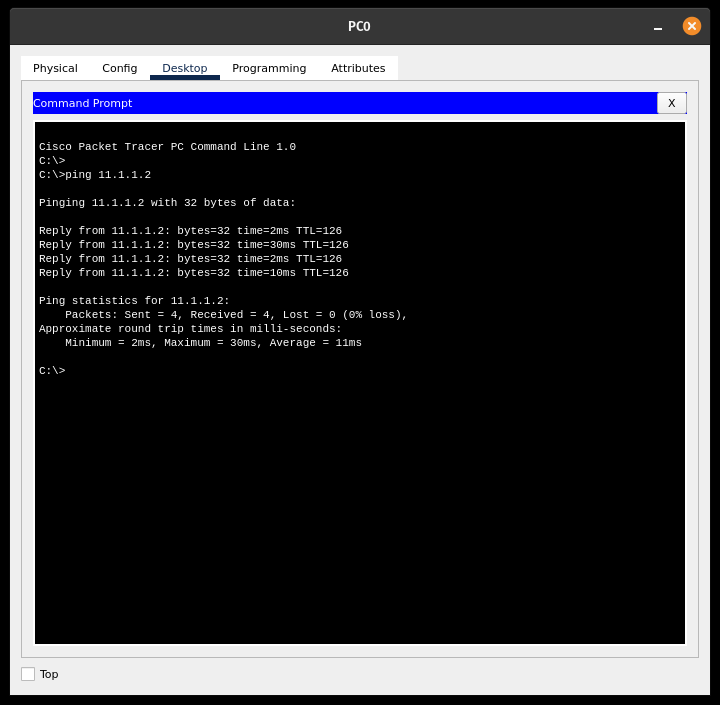 PC0
Physical Config Desktop Programming Attributes
Command Prompt X
Cisco Packet Tracer PC Command Line 1.0
C:\>
C:\>ping 11.1.1.2
Pinging 11.1.1.2 with 32 bytes of data:
Reply from 11.1.1.2: bytes=32 time=2ms TTL=126
Reply from 11.1.1.2: bytes=32 time=30ms TTL=126
Reply from 11.1.1.2: bytes=32 time=2ms TTL=126
Reply from 11.1.1.2: bytes=32 time=10ms TTL=126
Ping statistics for 11.1.1.2:
    Packets: Sent = 4, Received = 4, Lost = 0 (0% loss),
Approximate round trip times in milli-seconds:
    Minimum = 2ms, Maximum = 30ms, Average = 11ms
C:\>
Top